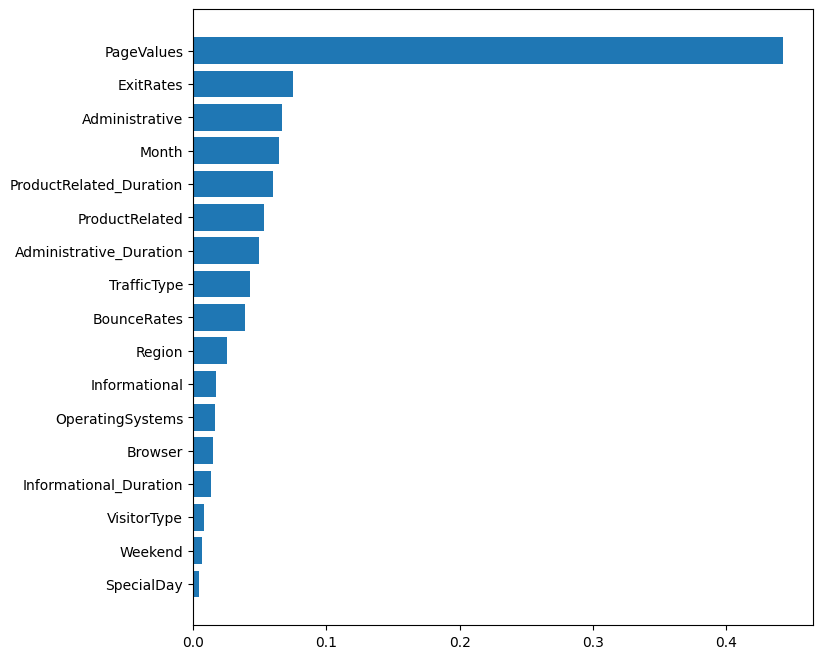 PageValues
ExitRates
Administrative
Month
ProductRelated_Duration
ProductRelated
Administrative_Duration
TrafficType
BounceRates
Region
Informational
OperatingSystems
Browser
Informational_Duration
VisitorType
Weekend
SpecialDay
0.0 0.1 0.2 0.3 0.4